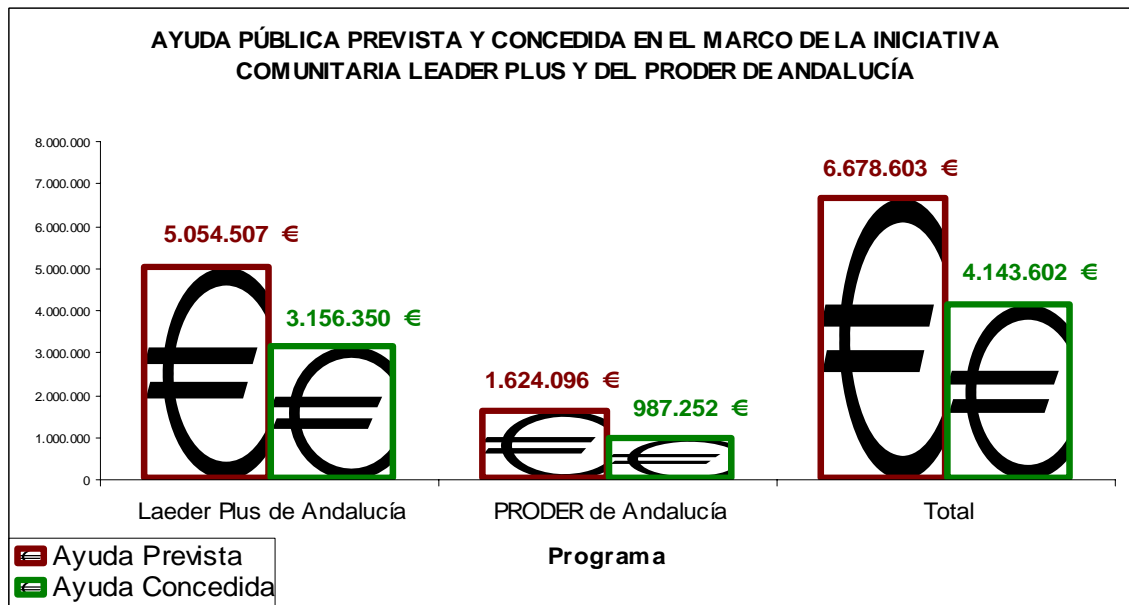 AYUDA PÚBLICA PREVISTA Y CONCEDIDA EN EL MARCO DE LA INICIATIVA
COMUNITARIA LEADER PLUS Y DEL PRODER DE ANDALUCÍA
8.000.000
7.000.000
6.000.000
5.000.000
4.000.000
3.000.000
2.000.000
1.000.000
0
5.054.507 €
3.156.350 €
1.624.096 €
987.252 €
6.678.603 €
4.143.602 €
Laeder Plus de Andalucía
PRODER de Andalucía
Total
Programa
Ayuda Prevista
Ayuda Concedida